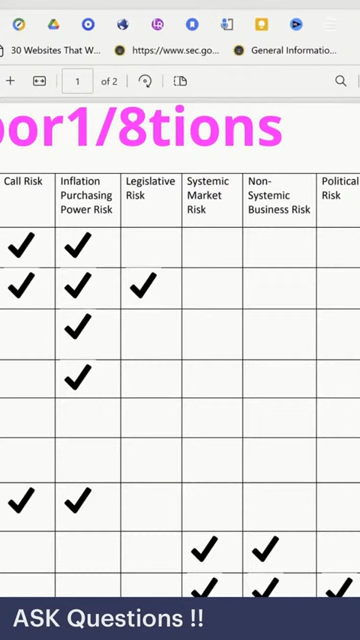 30 Websites That W...
https://www.sec.go...
General Informatio...
1 of 2
por1/8tions
Call Risk
Inflation
Purchasing
Power Risk
Legislative
Risk
Systemic
Market
Risk
Non-
Systemic
Business Risk
Political
Risk
ASK Questions !!